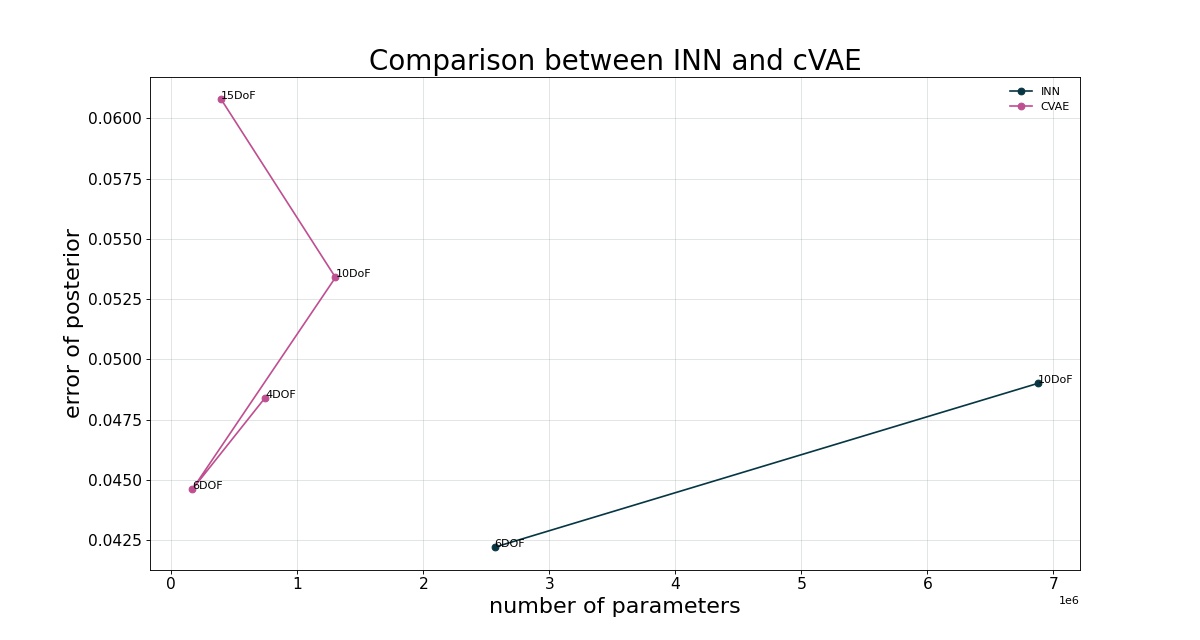 Comparison between INN and cVAE
INN
CVAE
15DoF
10DoF
4DOF
6DOF
10DoF
6DOF
error of posterior
0.0600
0.0575
0.0550
0.0525
0.0500
0.0475
0.0450
0.0425
0 1 2 3 4 5 6 7
1e6
number of parameters